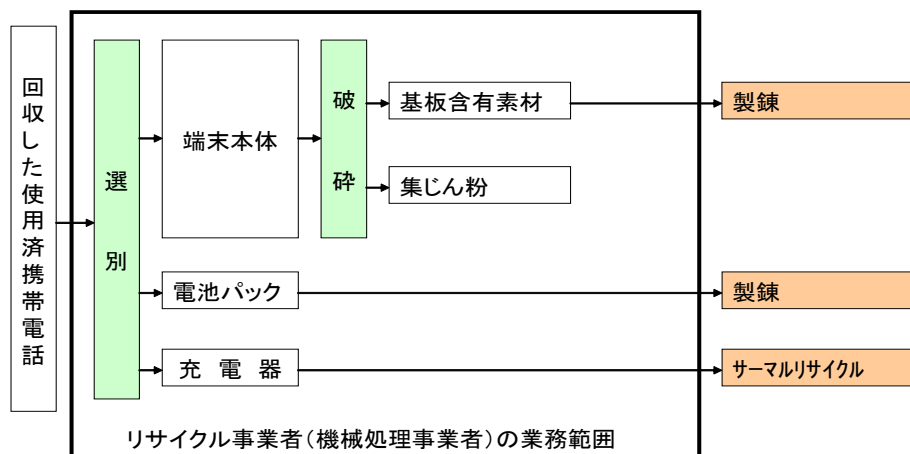 回収した使用済携帯電話
選別
端末本体
破砕
基板含有素材
製錬
集じん粉
電池パック
製錬
充電器
サーマルリサイクル
リサイクル事業者(機械処理事業者)の業務範囲